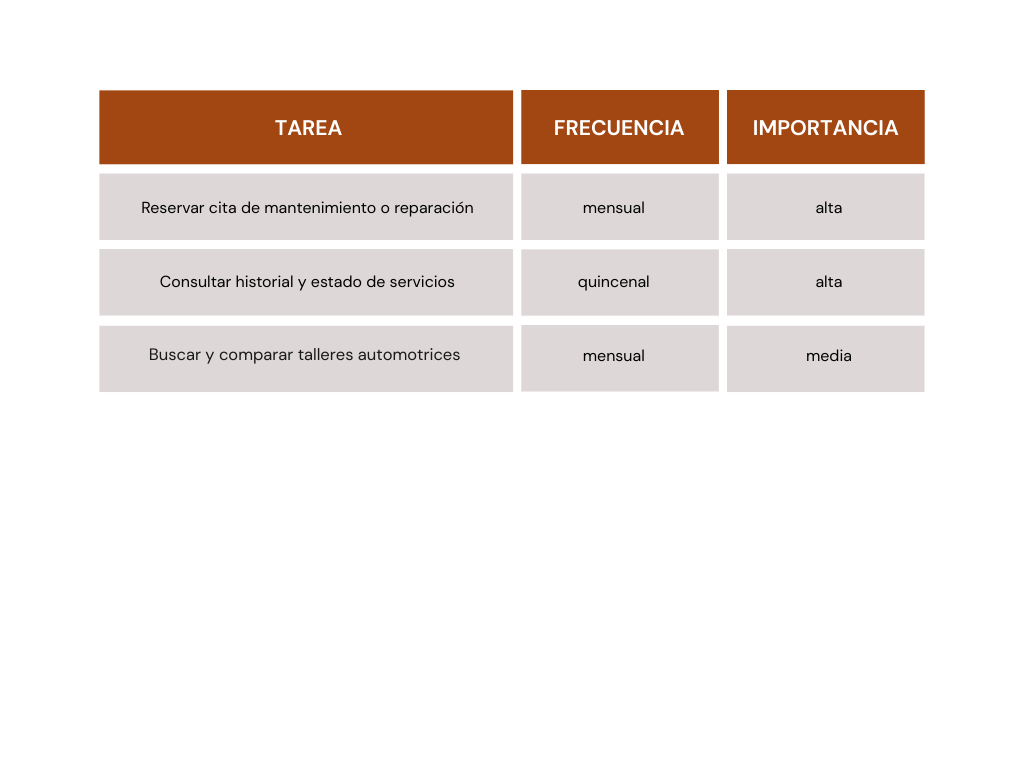 TAREA FRECUENCIA IMPORTANCIA
Reservar cita de mantenimiento o reparación mensual alta
Consultar historial y estado de servicios quincenal alta
Buscar y comparar talleres automotrices mensual media